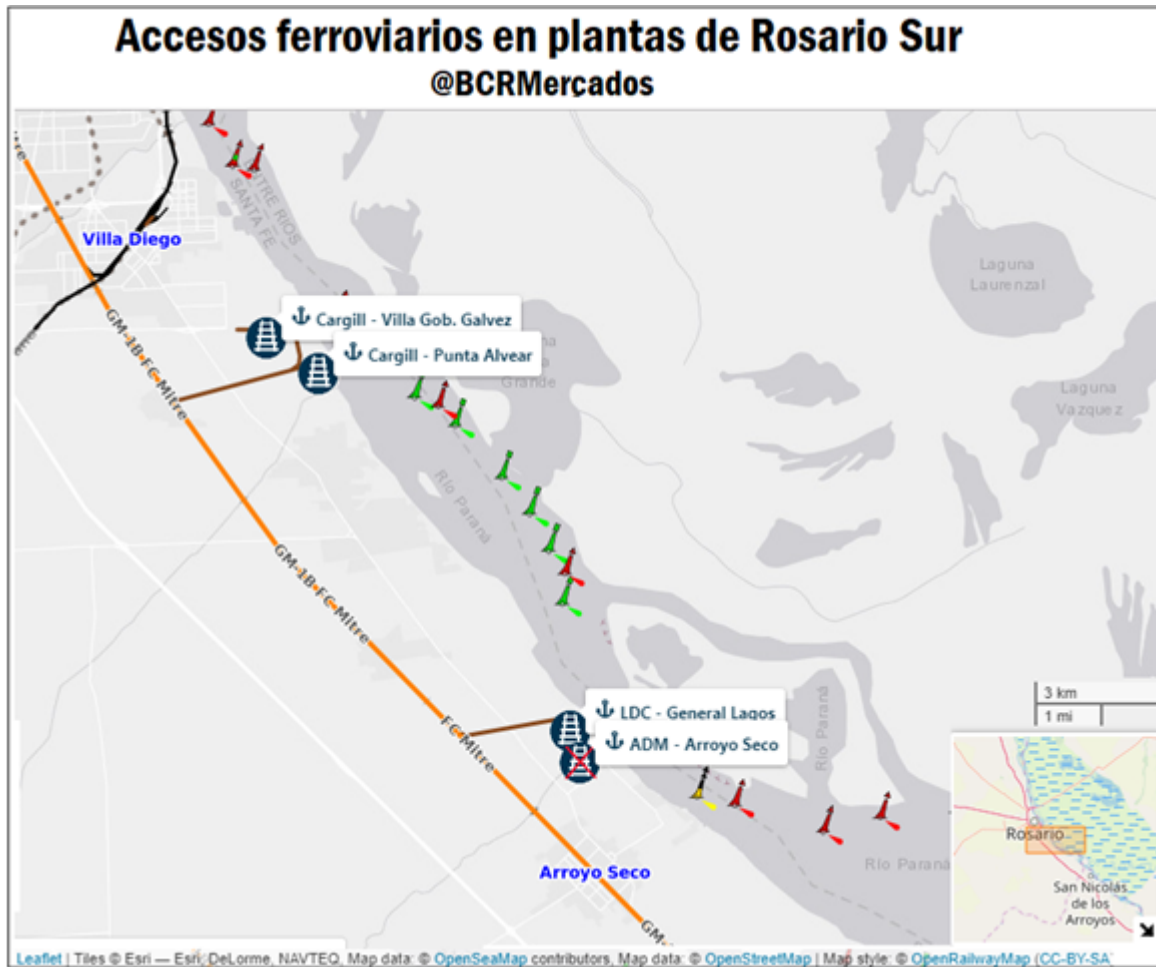 Accesos ferroviarios en plantas de Rosario Sur
@BCRMercados
Mitre
ENTRE RÍOS
SANTA FE
Villa Diego
Laguna
Laurenzal
Cargill - Villa Gob. Galvez
Cargill - Punta Alvear
Grande
GM-1B FC Mitre
Laguna
Vazquez
Río Paraná
GM-1B FC Mitre
3 km
1 mi
LDC - General Lagos
ADM - Arroyo Seco
FC Mitre
Río Paraná
Rosario
Arroyo Seco
Río Paraná
San Nicolás
de los
Arroyos
GM-
Leaflet | Tiles © Esri — Esri, DeLorme, NAVTEQ, Map data: © OpenSeaMap contributors, Map data: © OpenStreetMap | Map style: © OpenRailwayMap (CC-BY-SA